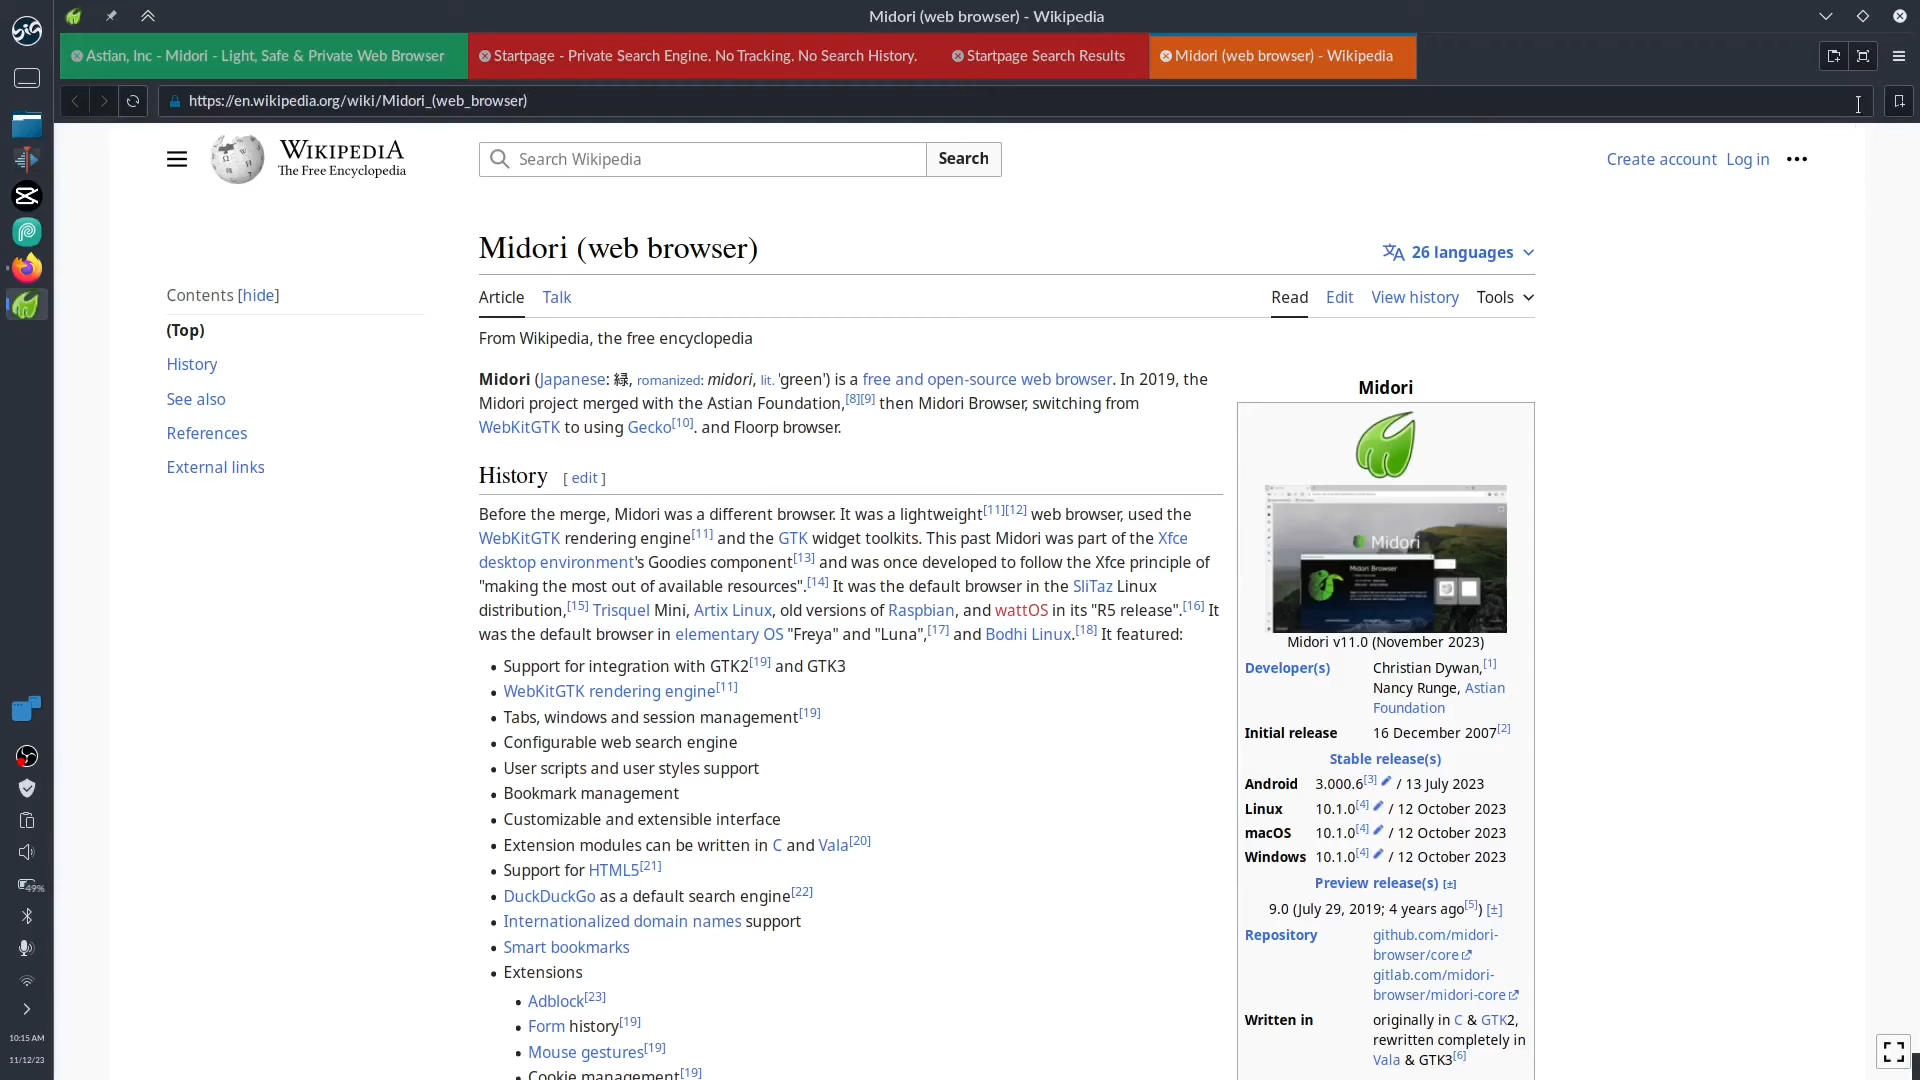 Midori (web browser) - Wikipedia
Astian, Inc - Midori - Light, Safe & Private Web Browser
Startpage - Private Search Engine. No Tracking. No Search History.
Startpage Search Results
Midori (web browser) - Wikipedia
https://en.wikipedia.org/wiki/Midori_(web_browser)
WIKIPEDIA
The Free Encyclopedia
Search Wikipedia
Search
Create account Log in
Midori (web browser)
26 languages
Contents [hide]
(Top)
History
See also
References
External links
Article Talk
Read Edit View history Tools
From Wikipedia, the free encyclopedia
Midori (Japanese: 緑, romanized: midori, lit. 'green') is a free and open-source web browser. In 2019, the
Midori project merged with the Astian Foundation,[8][9] then Midori Browser, switching from
WebKitGTK to using Gecko[10]. and Floorp browser.
History [ edit ]
Before the merge, Midori was a different browser. It was a lightweight[11][12] web browser, used the
WebKitGTK rendering engine[11] and the GTK widget toolkits. This past Midori was part of the Xfce
desktop environment's Goodies component[13] and was once developed to follow the Xfce principle of
"making the most out of available resources".[14] It was the default browser in the SliTaz Linux
distribution,[15] Trisquel Mini, Artix Linux, old versions of Raspbian, and wattOS in its "R5 release".[16] It
was the default browser in elementary OS "Freya" and "Luna",[17] and Bodhi Linux.[18] It featured:
• Support for integration with GTK2[19] and GTK3
• WebKitGTK rendering engine[11]
• Tabs, windows and session management[19]
• Configurable web search engine
• User scripts and user styles support
• Bookmark management
• Customizable and extensible interface
• Extension modules can be written in C and Vala[20]
• Support for HTML5[21]
• DuckDuckGo as a default search engine[22]
• Internationalized domain names support
• Smart bookmarks
• Extensions
• Adblock[23]
• Form history[19]
• Mouse gestures[19]
• Cookie management[19]
Midori
Midori
Midori Browser
Midori v11.0 (November 2023)
Developer(s) Christian Dywan,[1]
Nancy Runge, Astian
Foundation
Initial release 16 December 2007[2]
Stable release(s)
Android 3.000.6[3] / 13 July 2023
Linux 10.1.0[4] / 12 October 2023
macOS 10.1.0[4] / 12 October 2023
Windows 10.1.0[4] / 12 October 2023
Preview release(s) [±]
9.0 (July 29, 2019; 4 years ago[5]) [±]
Repository github.com/midori-
browser/core
gitlab.com/midori-
browser/midori-core
Written in originally in C & GTK2,
rewritten completely in
Vala & GTK3[6]
49%
10:15 AM
11/12/23